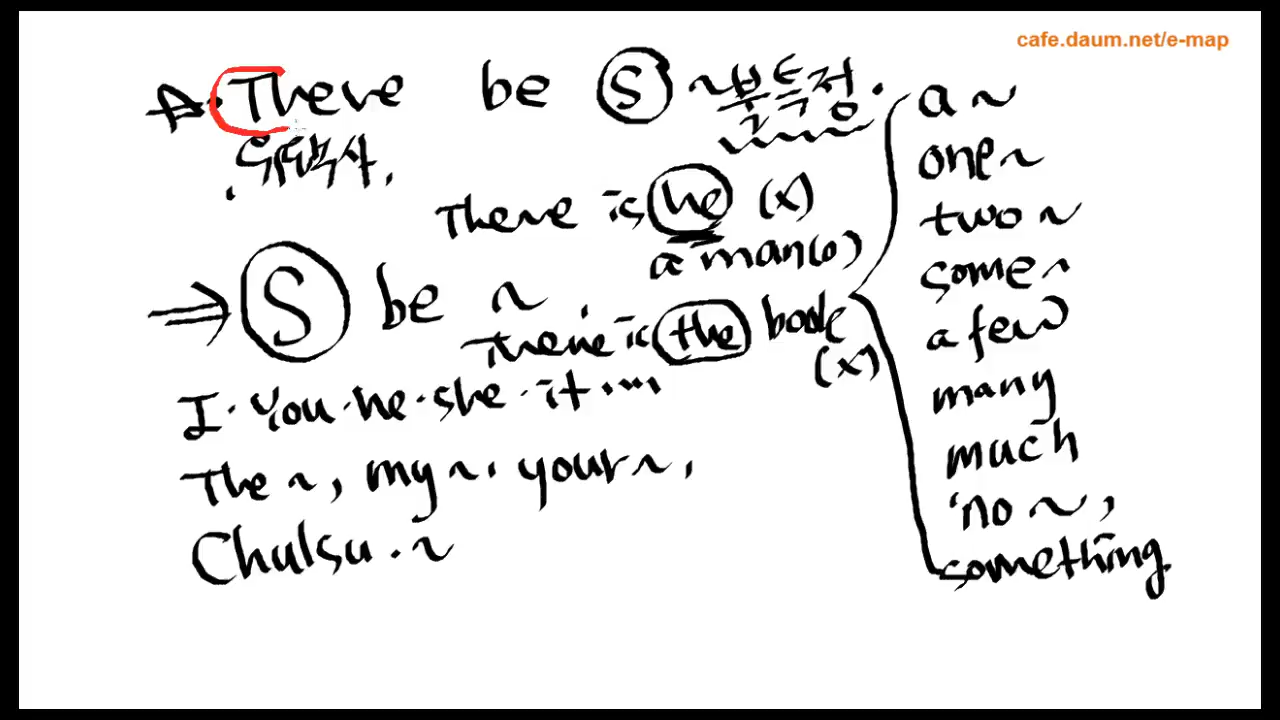 cafe.daum.net/e-map
☆. There be S ~불특정.
유도부사.
There is he (x)
a man(o)
⇒ S be ~.
There is the book
(x)
I. You. he. she. it...
The ~, my ~. your ~,
Chulsu. ~
a ~
one ~
two ~
some ~
a few
many
much
no ~,
something.